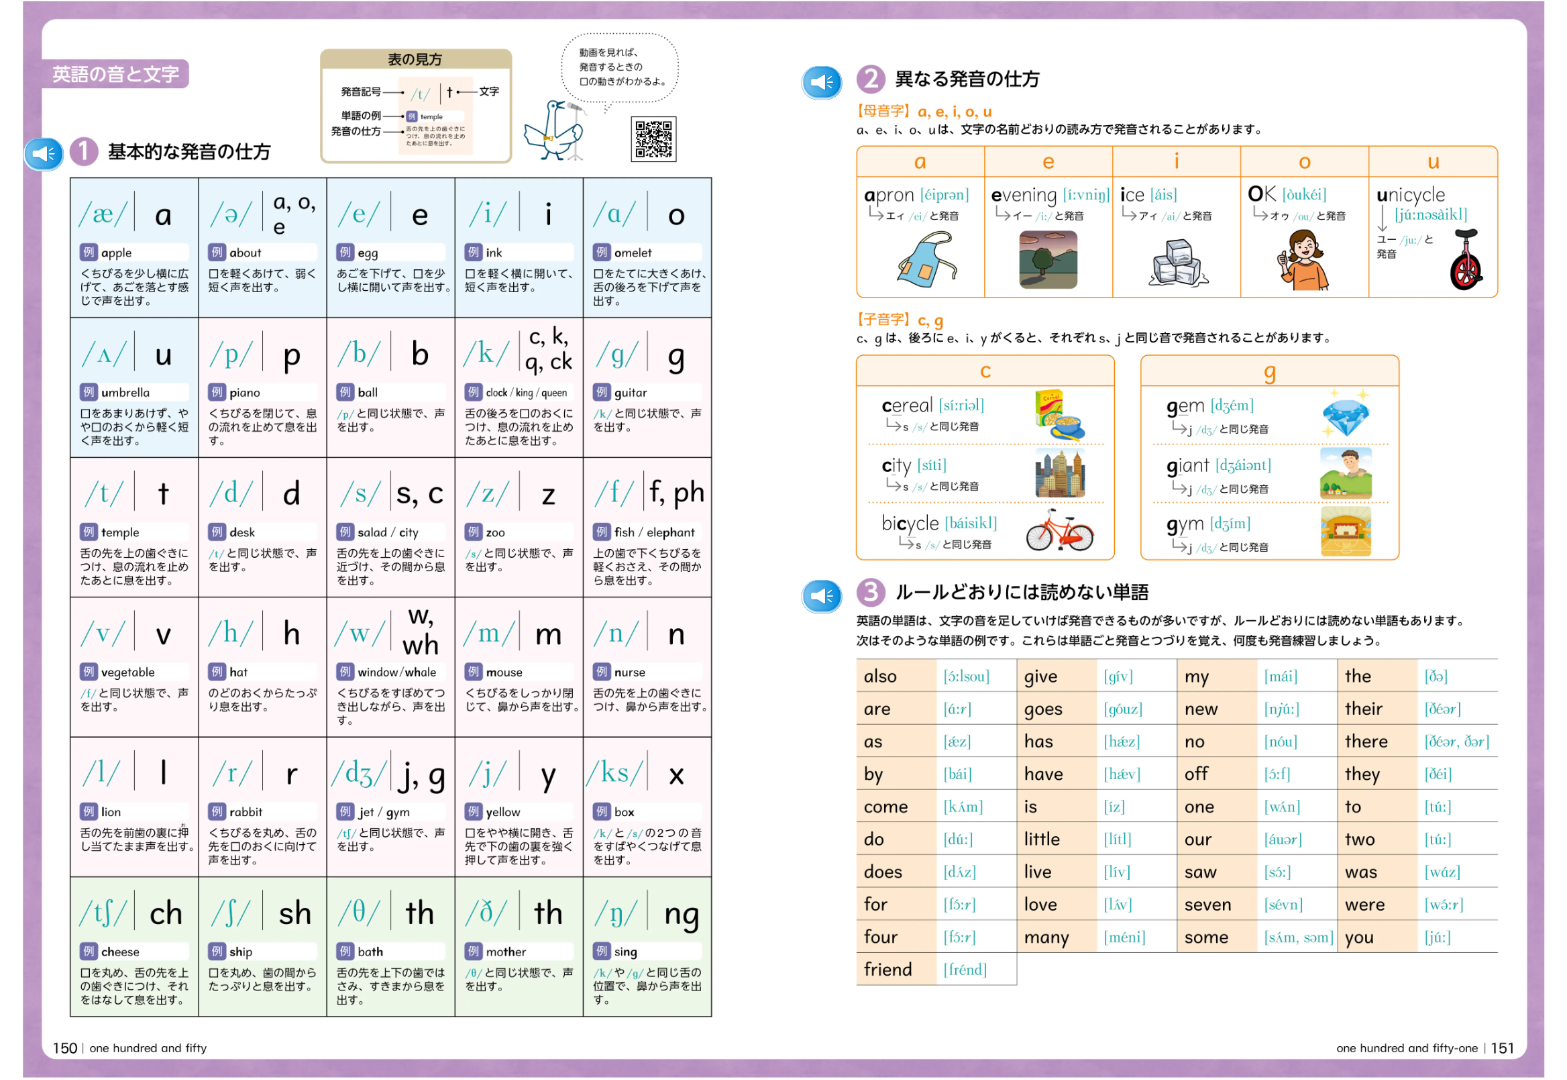 英語の音と文字
表の見方
発音記号
/t/
t
文字
単語の例
例 temple
発音の仕方
舌の先を上の歯ぐきに
つけ、息の流れを止め
たあとに息を出す。
動画を見れば、
発音するときの
口の動きがわかるよ。
1 基本的な発音の仕方
/æ/ a
例 apple
くちびるを少し横に広
げて、あごを落とす感
じで声を出す。
/ə/ a, o,
e
例 about
口を軽くあけて、弱く
短く声を出す。
/e/ e
例 egg
あごを下げて、口を少
し横に開いて声を出す。
/i/ i
例 ink
口を軽く横に開いて、
短く声を出す。
/ɑ/ o
例 omelet
口をたてに大きくあけ、
舌の後ろを下げて声を
出す。
/ʌ/ u
例 umbrella
口をあまりあけず、や
や口のおくから軽く短
く声を出す。
/p/ p
例 piano
くちびるを閉じて、息
の流れを止めて息を出
す。
/b/ b
例 ball
/p/と同じ状態で、声
を出す。
/k/ c, k,
q, ck
例 clock / king / queen
舌の後ろを口のおくに
つけ、息の流れを止め
たあとに息を出す。
/g/ g
例 guitar
/k/と同じ状態で、声
を出す。
/t/ t
例 temple
舌の先を上の歯ぐきに
つけ、息の流れを止め
たあとに息を出す。
/d/ d
例 desk
/t/と同じ状態で、声
を出す。
/s/ s, c
例 salad / city
舌の先を上の歯ぐきに
近づけ、その間から息
を出す。
/z/ z
例 zoo
/s/と同じ状態で、声
を出す。
/f/ f, ph
例 fish / elephant
上の歯で下くちびるを
軽くおさえ、その間か
ら息を出す。
/v/ v
例 vegetable
/f/と同じ状態で、声
を出す。
/h/ h
例 hat
のどのおくからたっぷ
り息を出す。
/w/ w,
wh
例 window/whale
くちびるをすぼめてつ
き出しながら、声を出
す。
/m/ m
例 mouse
くちびるをしっかり閉
じて、鼻から声を出す。
/n/ n
例 nurse
舌の先を上の歯ぐきに
つけ、鼻から声を出す。
/l/ l
例 lion
舌の先を前歯の裏に押
し当てたまま声を出す。
/r/ r
例 rabbit
くちびるを丸め、舌の
先を口のおくに向けて
声を出す。
/dʒ/ j, g
例 jet / gym
/tʃ/と同じ状態で、声
を出す。
/j/ y
例 yellow
口をやや横に開き、舌
先で下の歯の裏を強く
押して声を出す。
/ks/ x
例 box
/k/と/s/の2つの音
をすばやくつなげて息
を出す。
/tʃ/ ch
例 cheese
口を丸め、舌の先を上
の歯ぐきにつけ、それ
をはなして息を出す。
/ʃ/ sh
例 ship
口を丸め、歯の間から
たっぷりと息を出す。
/θ/ th
例 bath
舌の先を上下の歯では
さみ、すきまから息を
出す。
/ð/ th
例 mother
/θ/と同じ状態で、声
を出す。
/ŋ/ ng
例 sing
/k/や/g/と同じ舌の
位置で、鼻から声を出
す。
150 | one hundred and fifty
2 異なる発音の仕方
【母音字】a, e, i, o, u
a、e、i、o、uは、文字の名前どおりの読み方で発音されることがあります。
a
apron [éiprən]
エィ /ei/ と発音
e
evening [íːvniŋ]
イー /iː/ と発音
i
ice [áis]
アィ /ai/ と発音
o
OK [òukéi]
オゥ /ou/ と発音
u
unicycle
[júːnəsàikl]
ユー /juː/ と
発音
【子音字】c, g
c、gは、後ろに e、i、y がくると、それぞれ s、j と同じ音で発音されることがあります。
c
cereal [síːriəl]
s /s/ と同じ発音
city [síti]
s /s/ と同じ発音
bicycle [báisikl]
s /s/ と同じ発音
g
gem [dʒém]
j /dʒ/ と同じ発音
giant [dʒáiənt]
j /dʒ/ と同じ発音
gym [dʒím]
j /dʒ/ と同じ発音
3 ルールどおりには読めない単語
英語の単語は、文字の音を足していけば発音できるものが多いですが、ルールどおりには読めない単語もあります。
次はそのような単語の例です。これらは単語ごと発音とつづりを覚え、何度も発音練習しましょう。
also [ɔ́ːlsou] give [gív] my [mái] the [ðə]
are [ɑ́ːr] goes [góuz] new [njúː] their [ðéər]
as [ǽz] has [hǽz] no [nóu] there [ðéər, ðər]
by [bái] have [hǽv] off [ɔ́ːf] they [ðéi]
come [kʌ́m] is [íz] one [wʌ́n] to [túː]
do [dúː] little [lítl] our [áuər] two [túː]
does [dʌ́z] live [lív] saw [sɔ́ː] was [wɑ́z]
for [fɔ́ːr] love [lʌ́v] seven [sévn] were [wə́ːr]
four [fɔ́ːr] many [méni] some [sʌ́m, səm] you [júː]
friend [frénd]
one hundred and fifty-one | 151